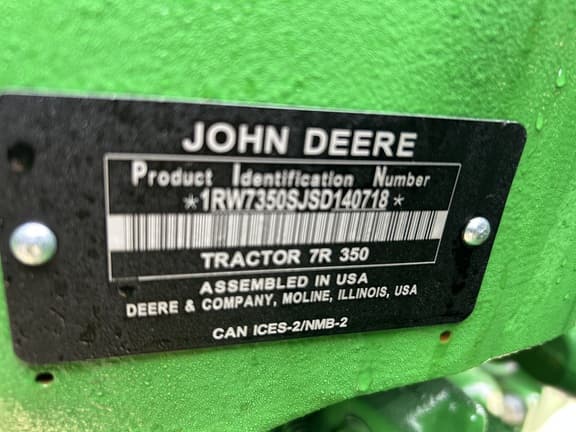 JOHN DEERE
Product Identification Number
*1RW7350SJSD140718*
TRACTOR 7R 350
ASSEMBLED IN USA
DEERE & COMPANY, MOLINE, ILLINOIS, USA
CAN ICES-2/NMB-2